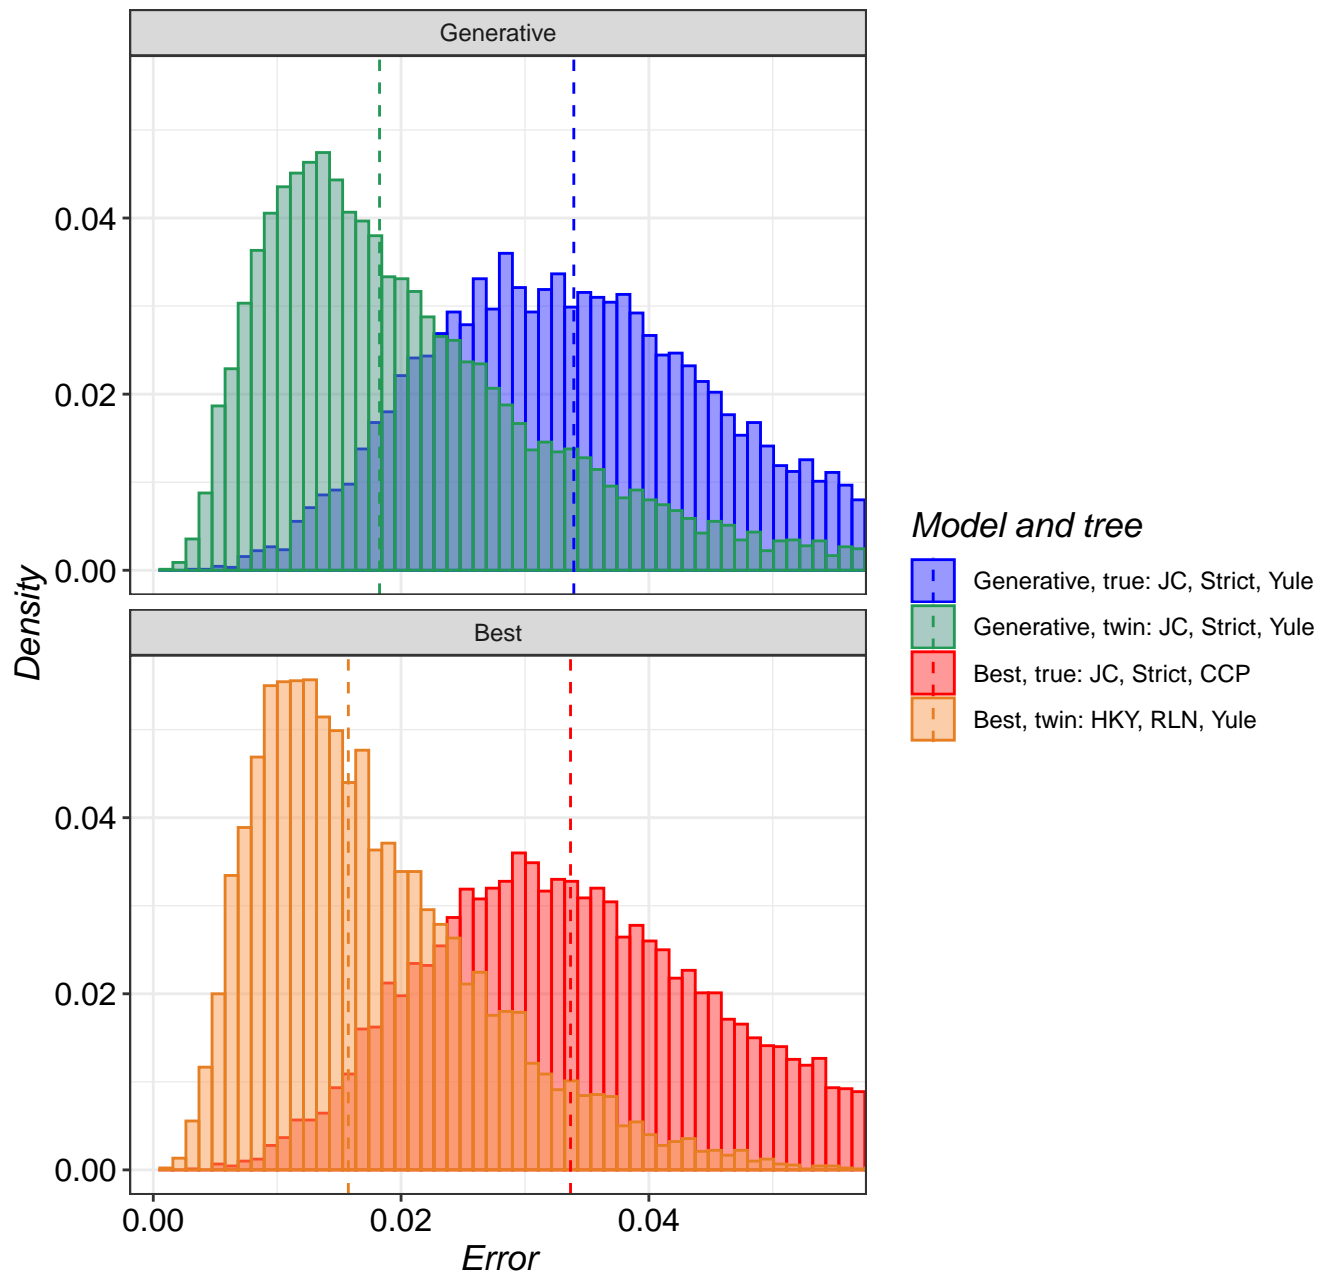 Generative
0.04
0.02
0.00
Density
Best
0.04
0.02
0.00
0.00 0.02 0.04
Error
Model and tree
Generative, true: JC, Strict, Yule
Generative, twin: JC, Strict, Yule
Best, true: JC, Strict, CCP
Best, twin: HKY, RLN, Yule